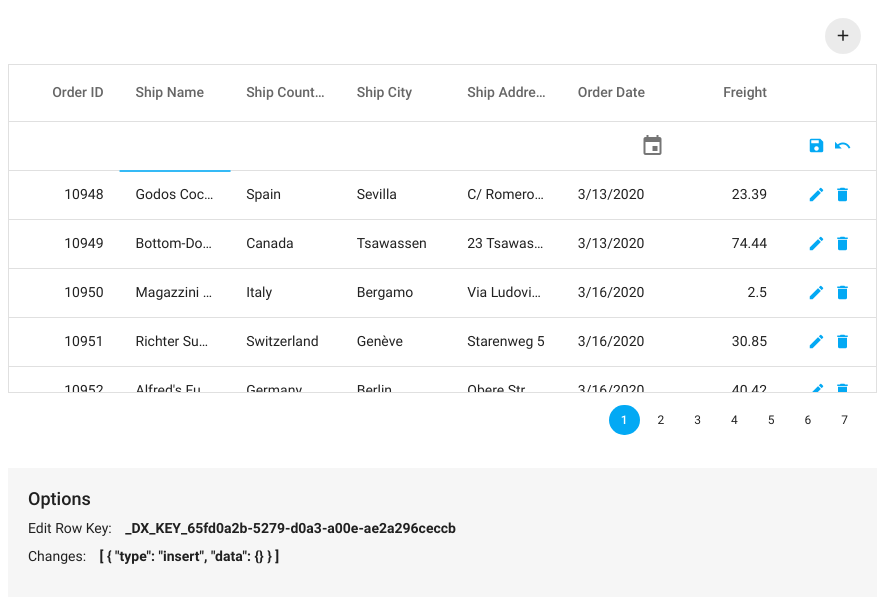 +
Order ID Ship Name Ship Count... Ship City Ship Addre... Order Date Freight
10948 Godos Coc... Spain Sevilla C/ Romero... 3/13/2020 23.39
10949 Bottom-Do... Canada Tsawassen 23 Tsawas... 3/13/2020 74.44
10950 Magazzini ... Italy Bergamo Via Ludovi... 3/16/2020 2.5
10951 Richter Su... Switzerland Genève Starenweg 5 3/16/2020 30.85
10952 Alfred's Fu... Germany Berlin Obere Str... 3/16/2020 40.42
1 2 3 4 5 6 7
Options
Edit Row Key: _DX_KEY_65fd0a2b-5279-d0a3-a00e-ae2a296ceccb
Changes: [ { "type": "insert", "data": {} } ]